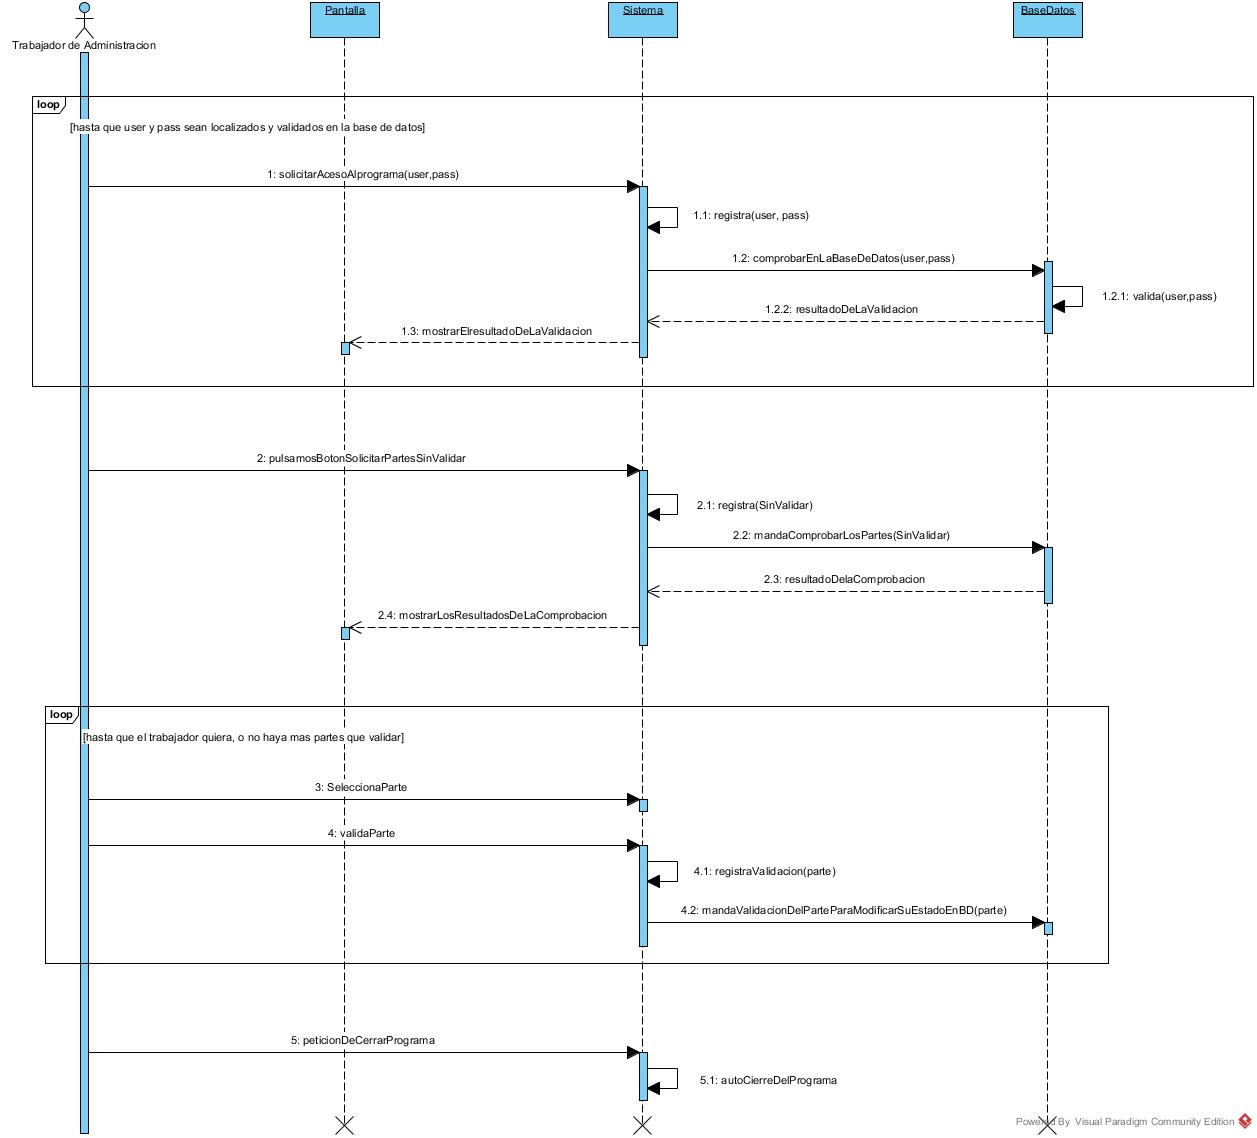 Pantalla
Sistema
BaseDatos
Trabajador de Administracion
loop
[hasta que user y pass sean localizados y validados en la base de datos]
1: solicitarAcesoAlprograma(user,pass)
1.1: registra(user, pass)
1.2: comprobarEnLaBaseDeDatos(user,pass)
1.2.1: valida(user,pass)
1.2.2: resultadoDeLaValidacion
1.3: mostrarElresultadoDeLaValidacion
2: pulsamosBotonSolicitarPartesSinValidar
2.1: registra(SinValidar)
2.2: mandaComprobarLosPartes(SinValidar)
2.3: resultadoDelaComprobacion
2.4: mostrarLosResultadosDeLaComprobacion
loop
[hasta que el trabajador quiera, o no haya mas partes que validar]
3: SeleccionaParte
4: validaParte
4.1: registraValidacion(parte)
4.2: mandaValidacionDelParteParaModificarSuEstadoEnBD(parte)
5: peticionDeCerrarPrograma
5.1: autoCierreDelPrograma
Powered By Visual Paradigm Community Edition